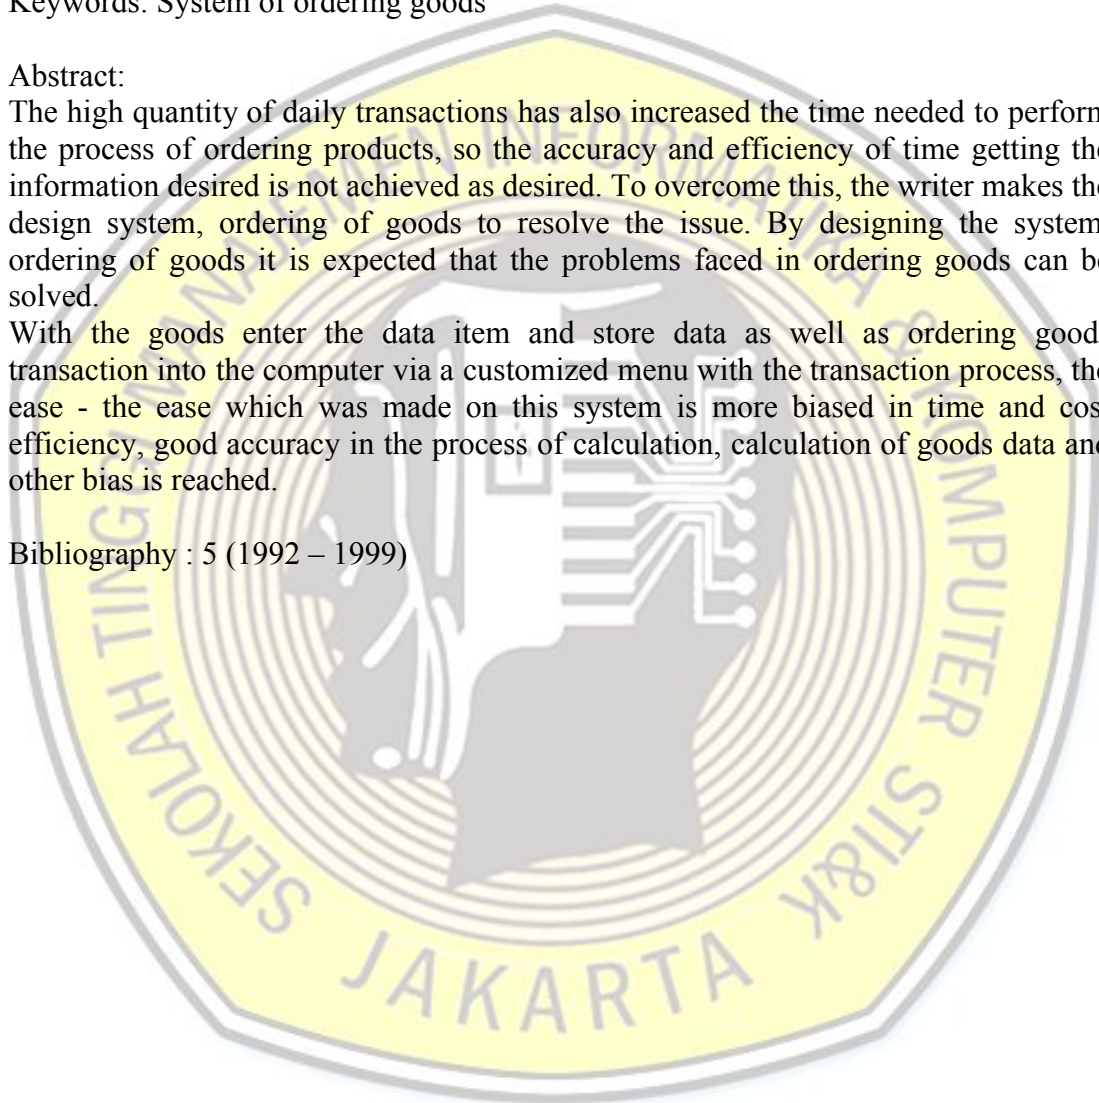 Keywords: System of ordering goods
Abstract:
The high quantity of daily transactions has also increased the time needed to perform
the process of ordering products, so the accuracy and efficiency of time getting the
information desired is not achieved as desired. To overcome this, the writer makes the
design system, ordering of goods to resolve the issue. By designing the system
ordering of goods it is expected that the problems faced in ordering goods can be
solved.
With the goods enter the data item and store data as well as ordering good
transaction into the computer via a customized menu with the transaction process, the
ease - the ease which was made on this system is more biased in time and cos
efficiency, good accuracy in the process of calculation, calculation of goods data and
other bias is reached.
Bibliography : 5 (1992 – 1999)
SEKOLAH TINGGI MANAJEMEN INFORMATIKA & KOMPUTER STI&K
JAKARTA